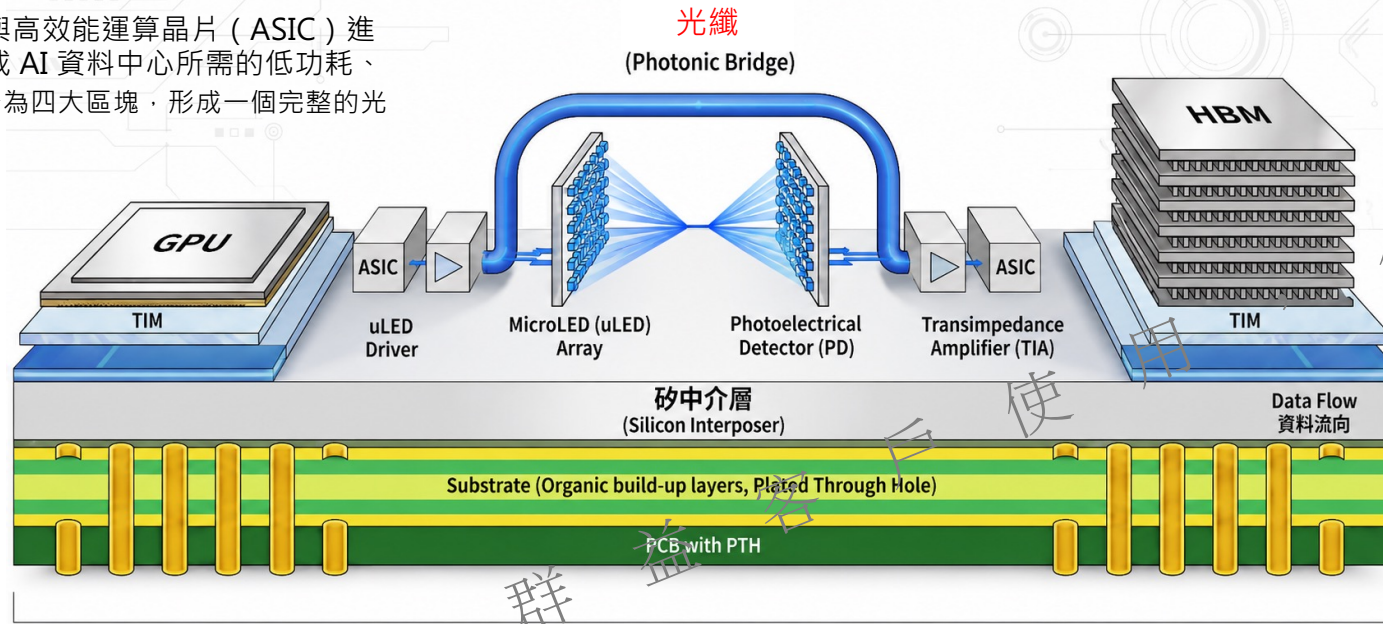 與高效能運算晶片（ASIC）進
成 AI 資料中心所需的低功耗、
為四大區塊，形成一個完整的光
光纖
(Photonic Bridge)
GPU
HBM
TIM
ASIC
ASIC
TIM
uLED
Driver
MicroLED (uLED)
Array
Photoelectrical
Detector (PD)
Transimpedance
Amplifier (TIA)
矽中介層
(Silicon Interposer)
Data Flow
資料流向
Substrate (Organic build-up layers, Plated Through Hole)
PCB with PTH
群益客戶使用